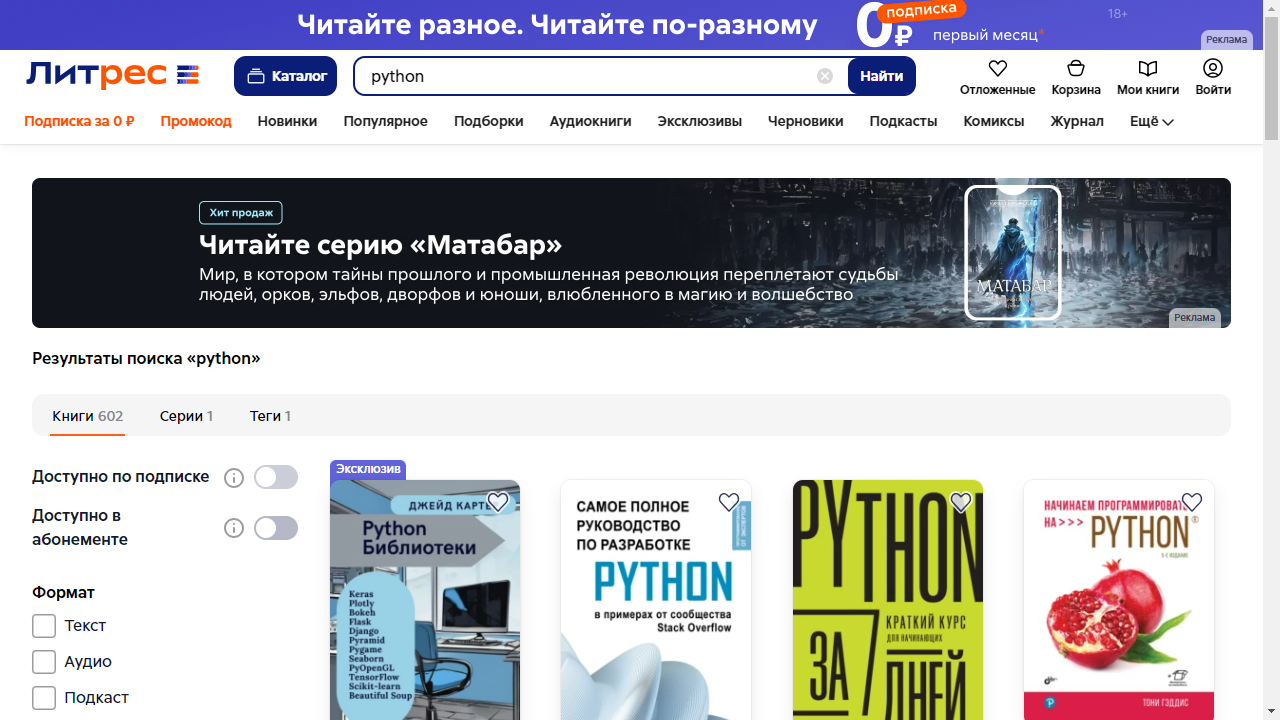 Читайте разное. Читайте по-разному
0₽
подписка
первый месяц*
18+
Реклама
Литрес
Каталог
python
Найти
Отложенные
Корзина
Мои книги
Войти
Подписка за 0 ₽
Промокод
Новинки
Популярное
Подборки
Аудиокниги
Эксклюзивы
Черновики
Подкасты
Комиксы
Журнал
Ещё
Хит продаж
Читайте серию «Матабар»
Мир, в котором тайны прошлого и промышленная революция переплетают судьбы
людей, орков, эльфов, дворфов и юноши, влюбленного в магию и волшебство
МАТАБАР
Реклама
Результаты поиска «python»
Книги 602
Серии 1
Теги 1
Доступно по подписке
Доступно в
абонементе
Формат
Текст
Аудио
Подкаст
Эксклюзив
ДЖЕЙД КАРТЕ
Python
Библиотеки
Keras
Plotly
Bokeh
Flask
Django
Pyramid
Pygame
Seaborn
PyOpenGL
TensorFlow
Scikit-learn
Beautiful Soup
САМОЕ ПОЛНОЕ
РУКОВОДСТВО
ПО РАЗРАБОТКЕ
PYTHON
в примерах от сообщества
Stack Overflow
PYTHON
КРАТКИЙ КУРС
ДЛЯ НАЧИНАЮЩИХ
ЗА 7
ДНЕЙ
НАЧИНАЕМ ПРОГРАММИРОВАТЬ
НА>>> PYTHON®
5-Е ИЗДАНИЕ
bhv
ТОНИ ГЭДДИС